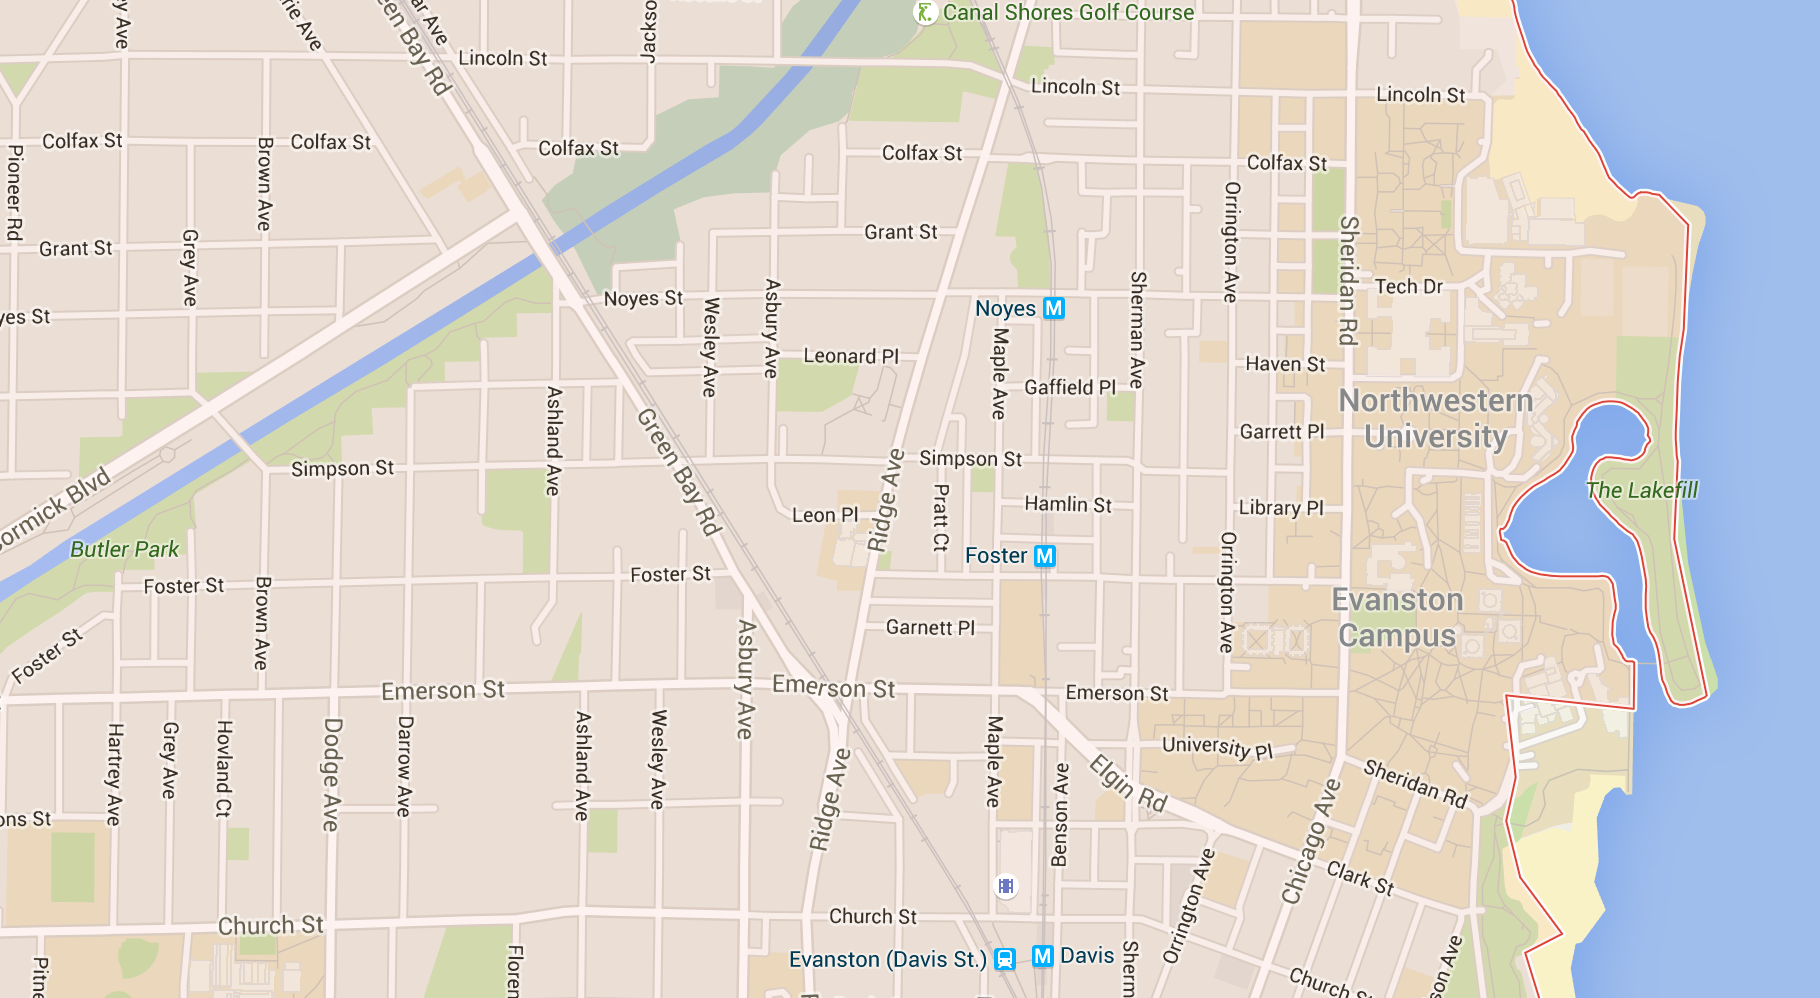 Canal Shores Golf Course
Green Bay Rd
Lincoln St
Lincoln St
Lincoln St
Colfax St
Colfax St
Colfax St
Colfax St
Colfax St
Pioneer Rd
Brown Ave
Grant St
Grey Ave
Grant St
Orrington Ave
Sheridan Rd
Noyes St
Wesley Ave
Asbury Ave
Noyes
M
Sherman Ave
Tech Dr
Leonard Pl
Maple Ave
Gaffield Pl
Haven St
Northwestern
University
Ashland Ave
Green Bay Rd
Garrett Pl
Simpson St
Ridge Ave
Simpson St
Pratt Ct
Hamlin St
Library Pl
The Lakefill
Leon Pl
Butler Park
Foster
M
Foster St
Brown Ave
Foster St
Orrington Ave
Evanston
Campus
Foster St
Garnett Pl
Asbury Ave
Emerson St
Emerson St
Emerson St
Hartrey Ave
Grey Ave
Hovland Ct
Dodge Ave
Darrow Ave
Ashland Ave
Wesley Ave
Ridge Ave
Maple Ave
Benson Ave
University Pl
Elgin Rd
Sheridan Rd
Chicago Ave
Orrington Ave
Clark St
Church St
Church St
Evanston (Davis St.)
M
Davis